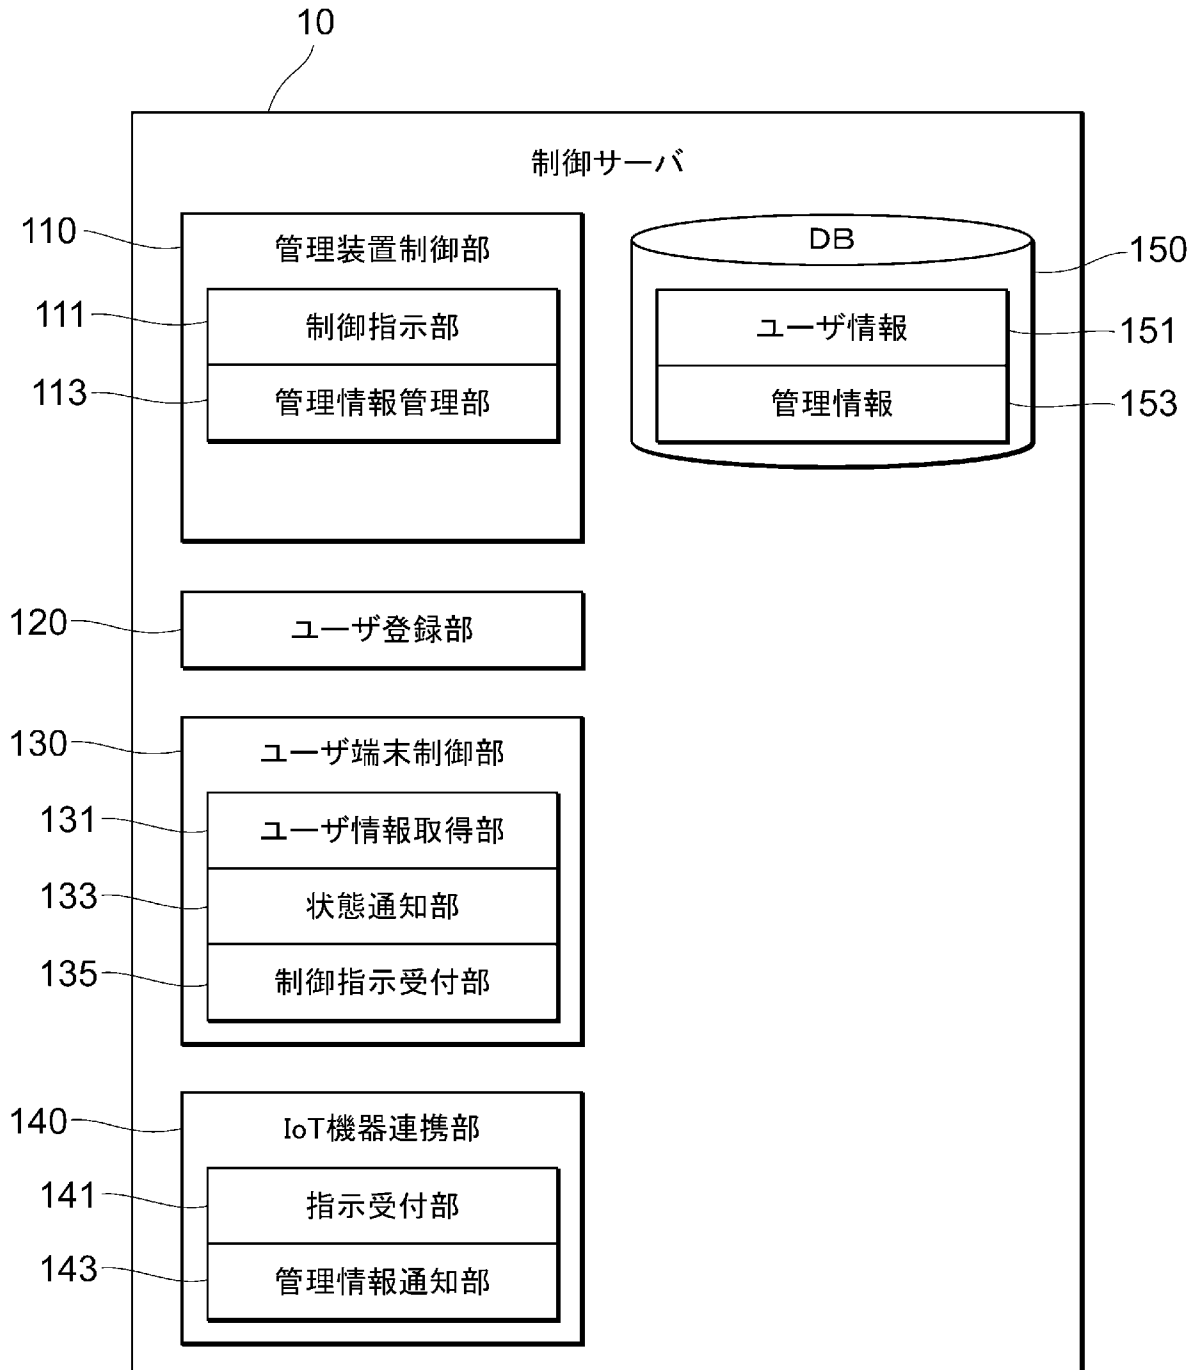 10
制御サーバ
110
管理装置制御部
111
制御指示部
113
管理情報管理部
DB
150
ユーザ情報
151
管理情報
153
120
ユーザ登録部
130
ユーザ端末制御部
131
ユーザ情報取得部
133
状態通知部
135
制御指示受付部
140
IoT機器連携部
141
指示受付部
143
管理情報通知部